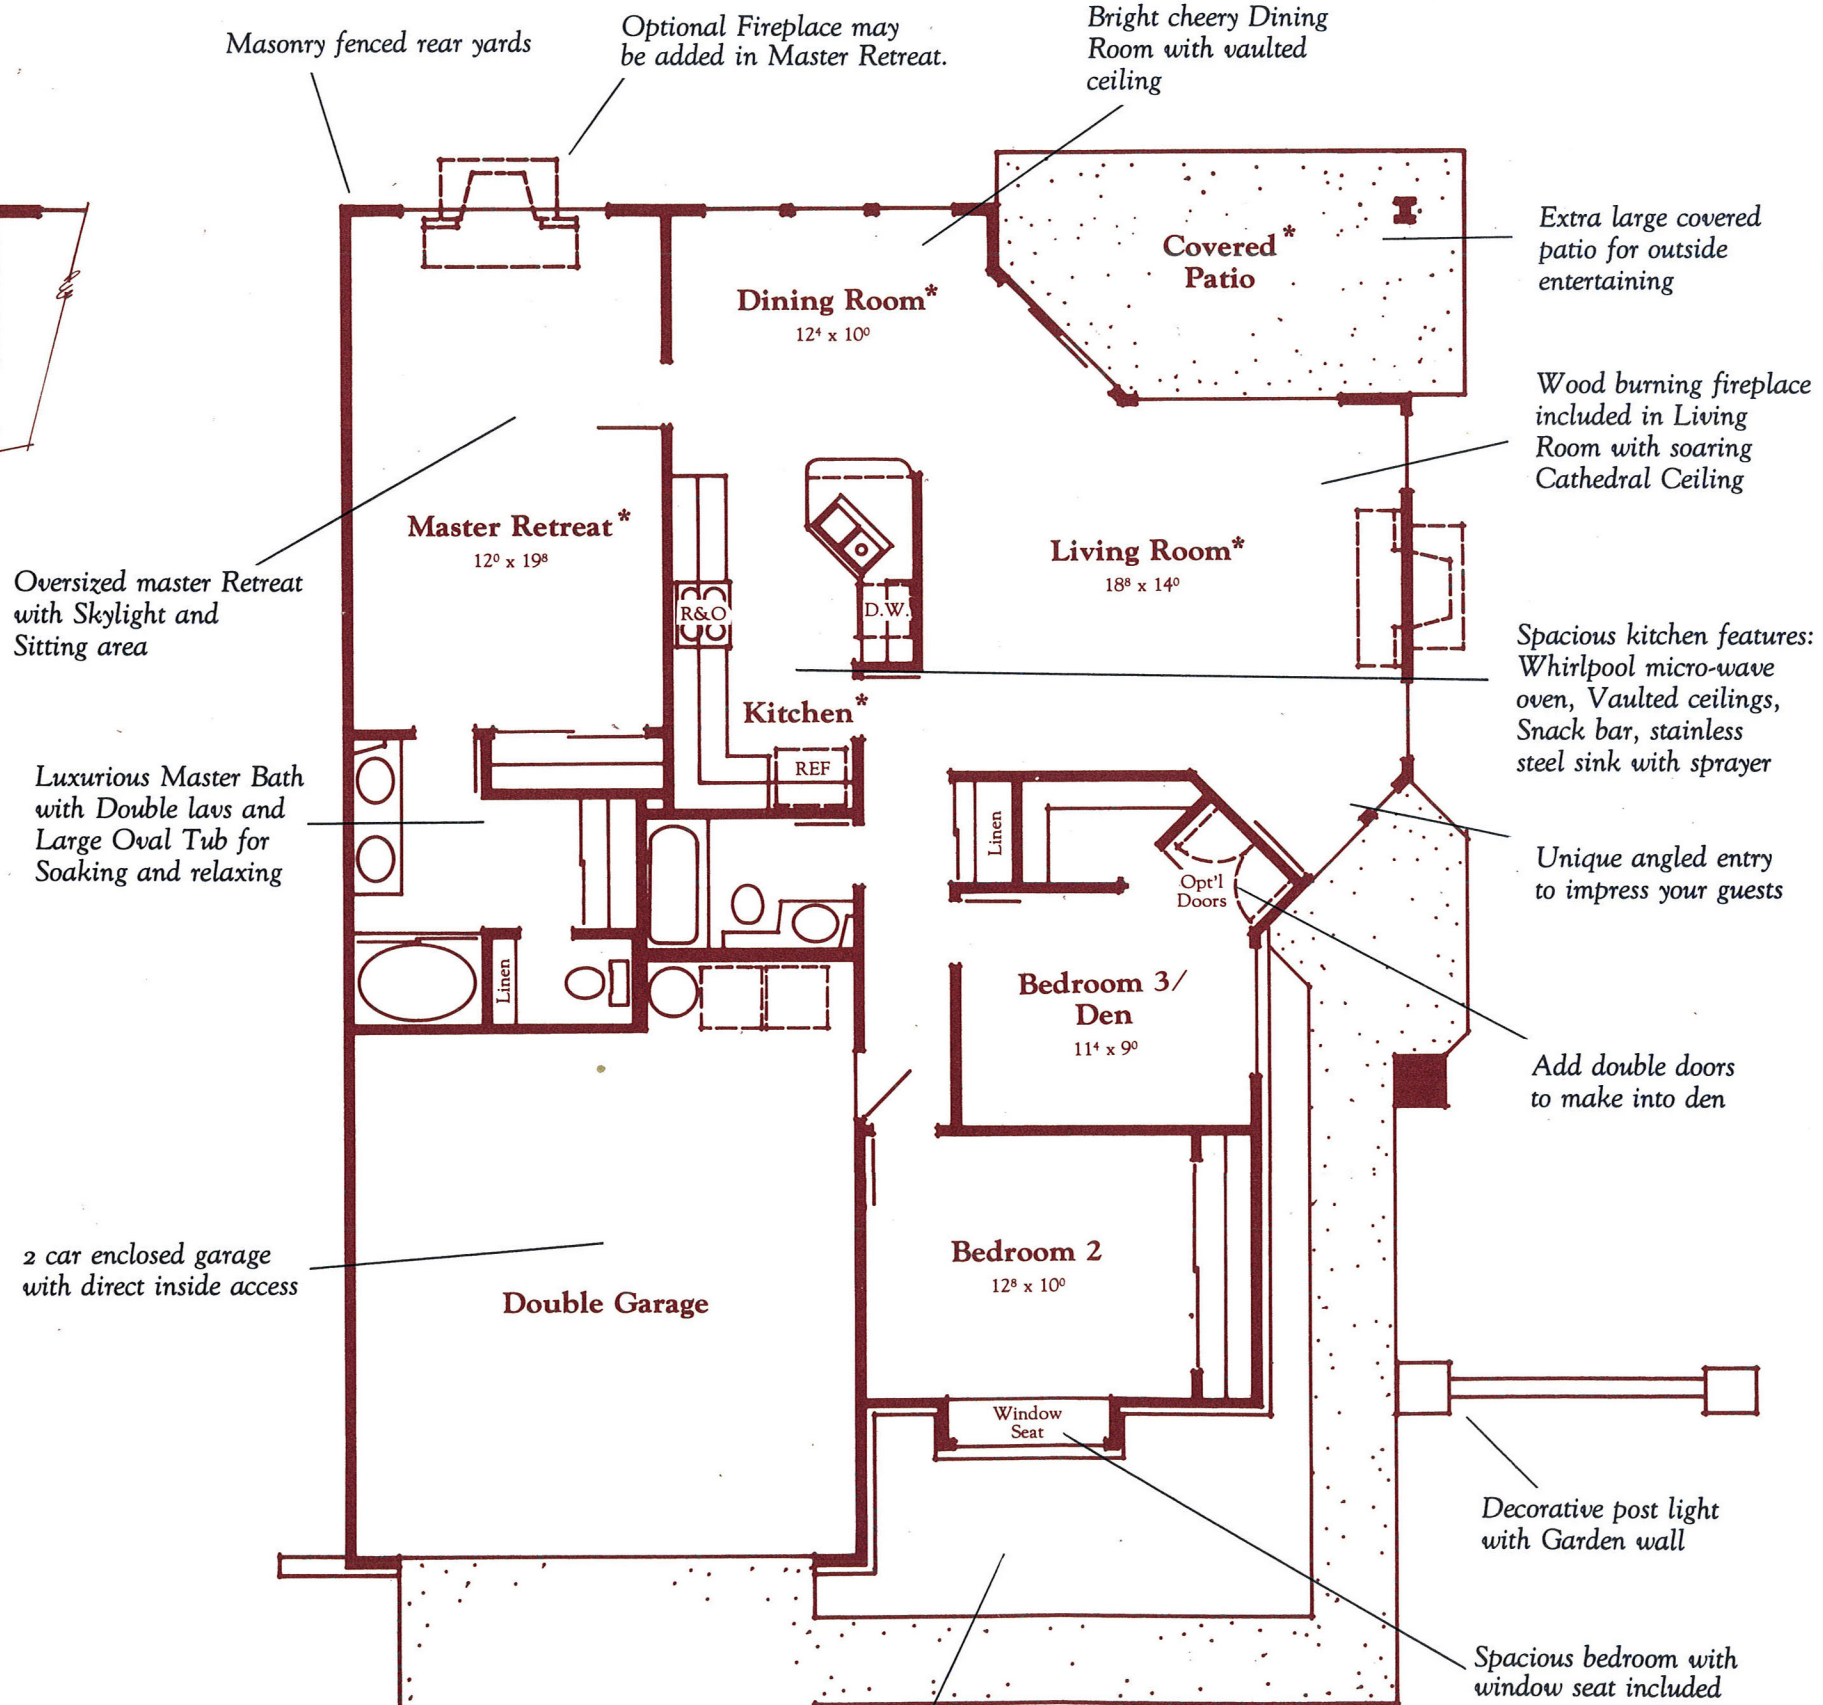 Masonry fenced rear yards
Optional Fireplace may
be added in Master Retreat.
Bright cheery Dining
Room with vaulted
ceiling
Covered*
Patio
Extra large covered
patio for outside
entertaining
Dining Room*
12⁴ x 10⁰
Wood burning fireplace
included in Living
Room with soaring
Cathedral Ceiling
Master Retreat*
12⁰ x 19⁸
Living Room*
18⁸ x 14⁰
Oversized master Retreat
with Skylight and
Sitting area
R&O
D.W.
Spacious kitchen features:
Whirlpool micro-wave
oven, Vaulted ceilings,
Snack bar, stainless
steel sink with sprayer
Kitchen*
REF
Luxurious Master Bath
with Double lavs and
Large Oval Tub for
Soaking and relaxing
Linen
Opt'l
Doors
Unique angled entry
to impress your guests
Linen
Bedroom 3/
Den
11⁴ x 9⁰
Add double doors
to make into den
2 car enclosed garage
with direct inside access
Double Garage
Bedroom 2
12⁸ x 10⁰
Window
Seat
Decorative post light
with Garden wall
Spacious bedroom with
window seat included